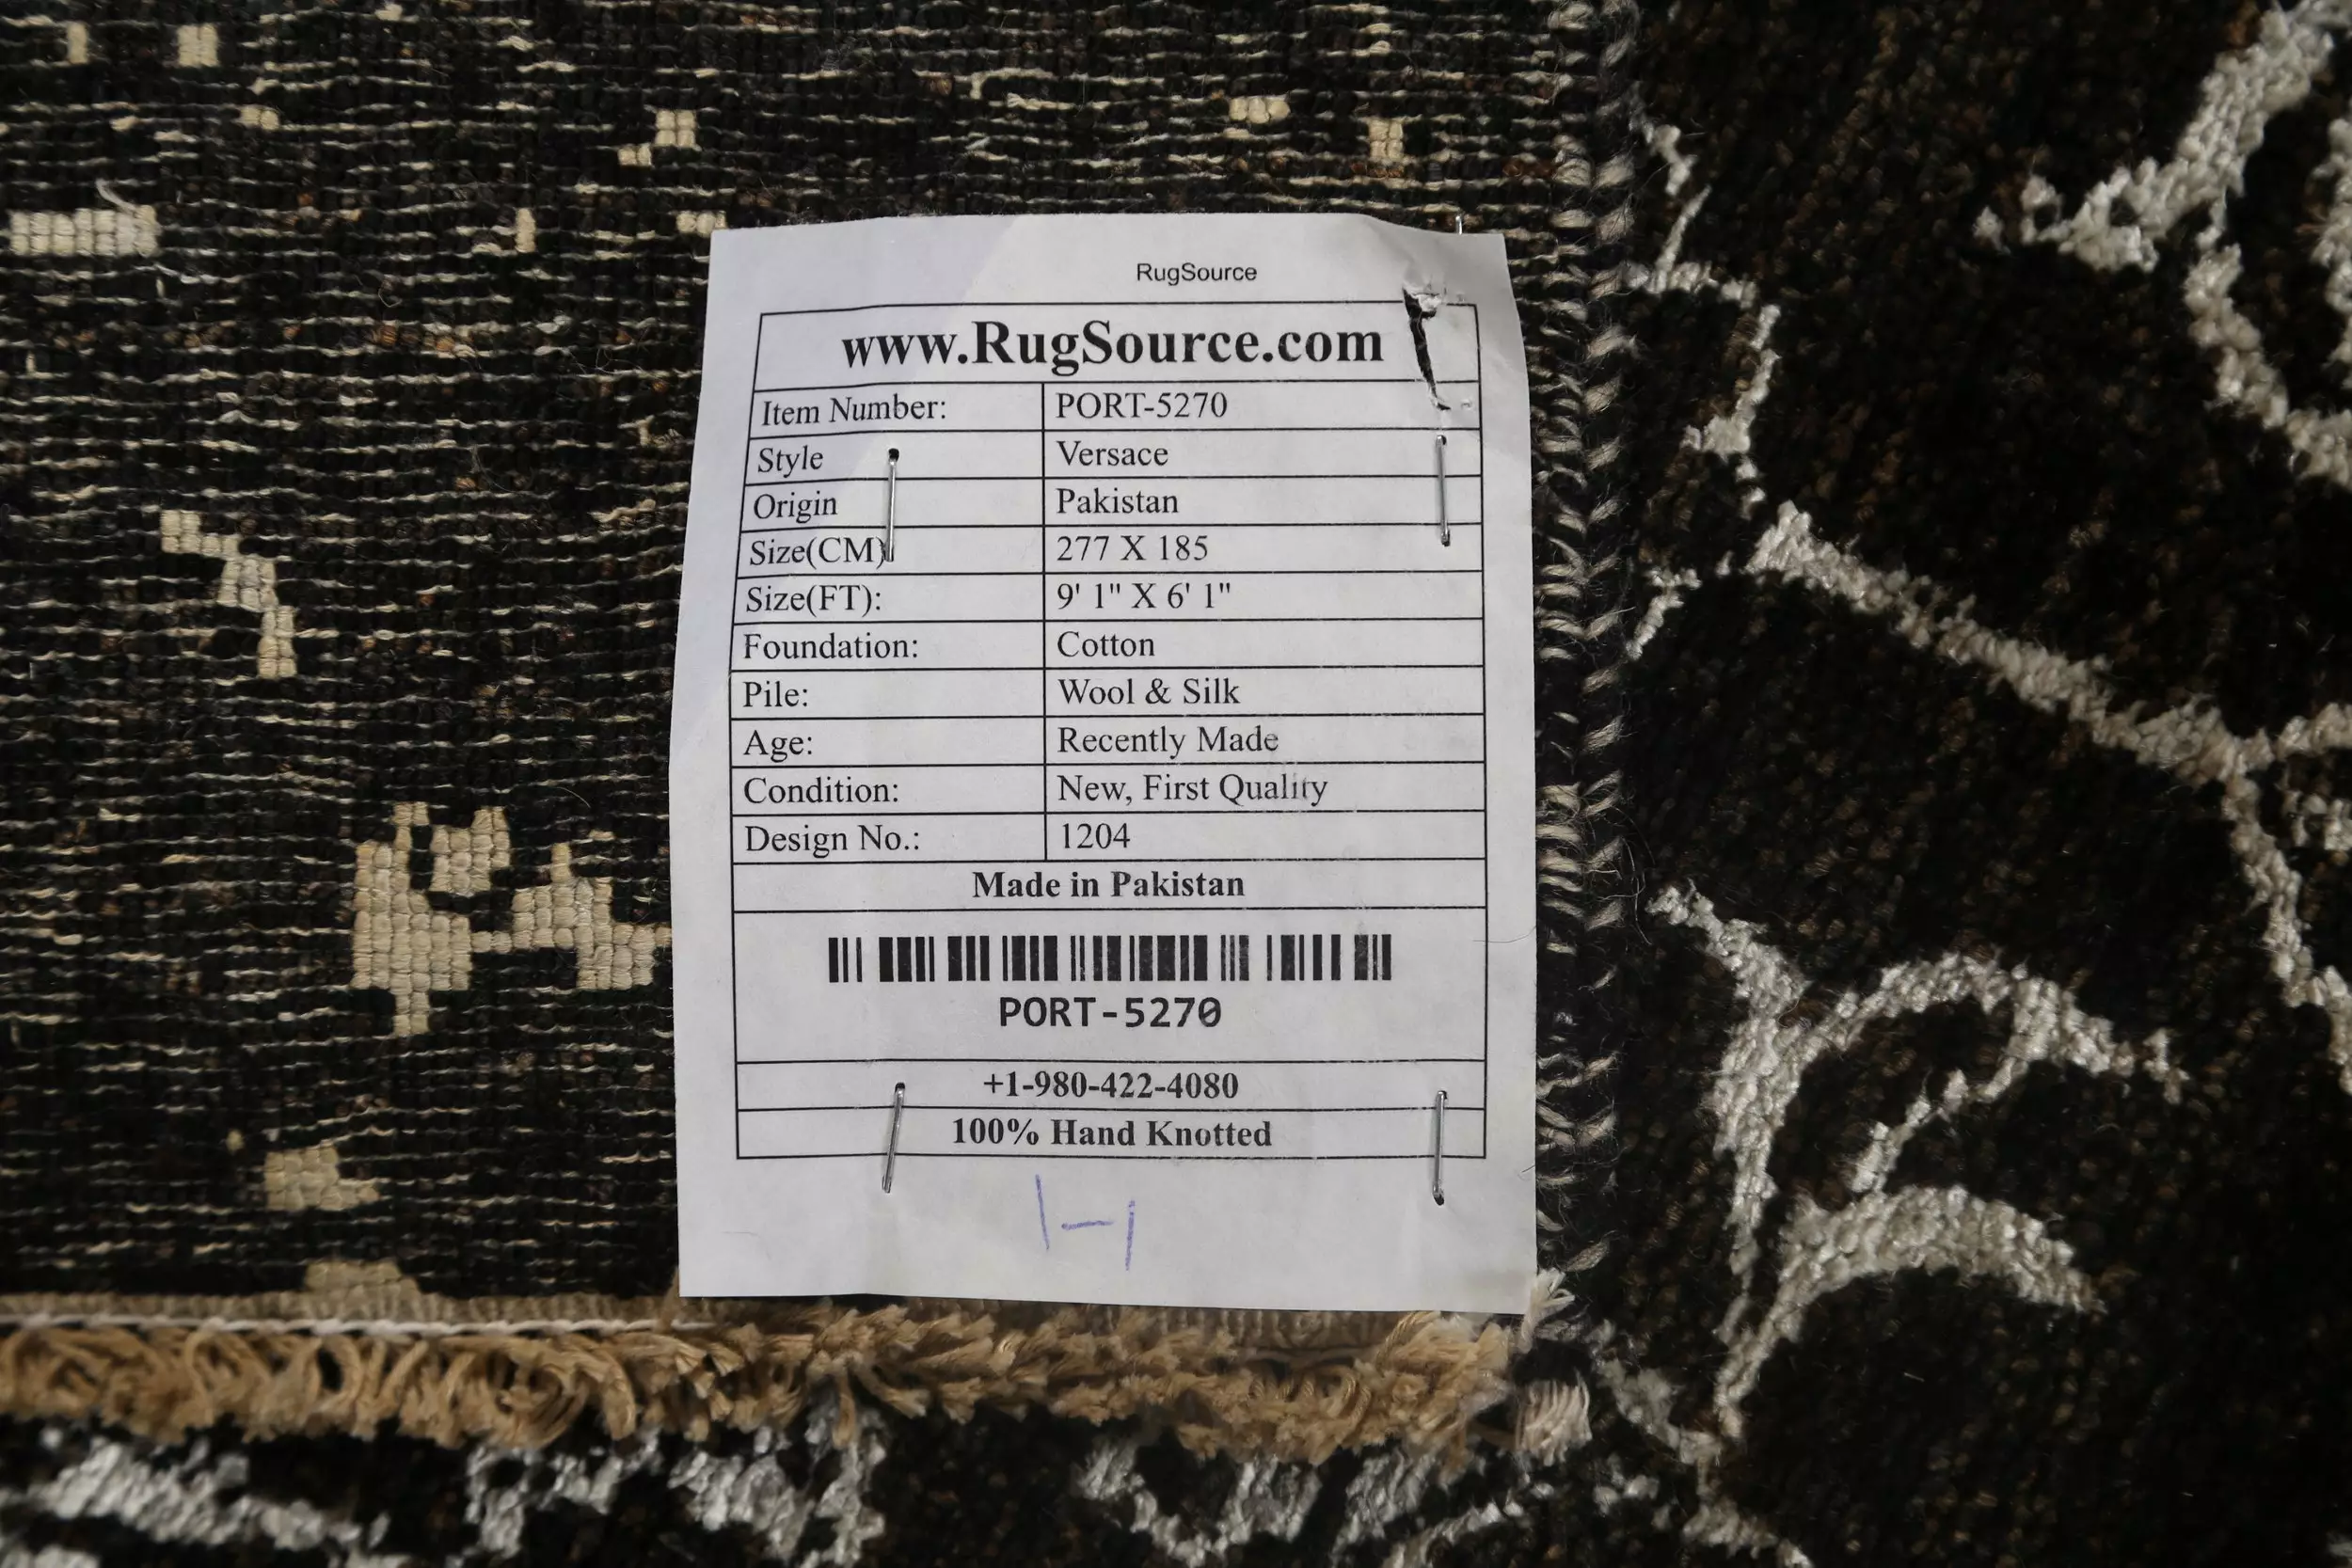 RugSource
www.RugSource.com
Item Number: PORT-5270
Style Versace
Origin Pakistan
Size(CM) 277 X 185
Size(FT): 9' 1" X 6' 1"
Foundation: Cotton
Pile: Wool & Silk
Age: Recently Made
Condition: New, First Quality
Design No.: 1204
Made in Pakistan
PORT-5270
+1-980-422-4080
100% Hand Knotted
1-1